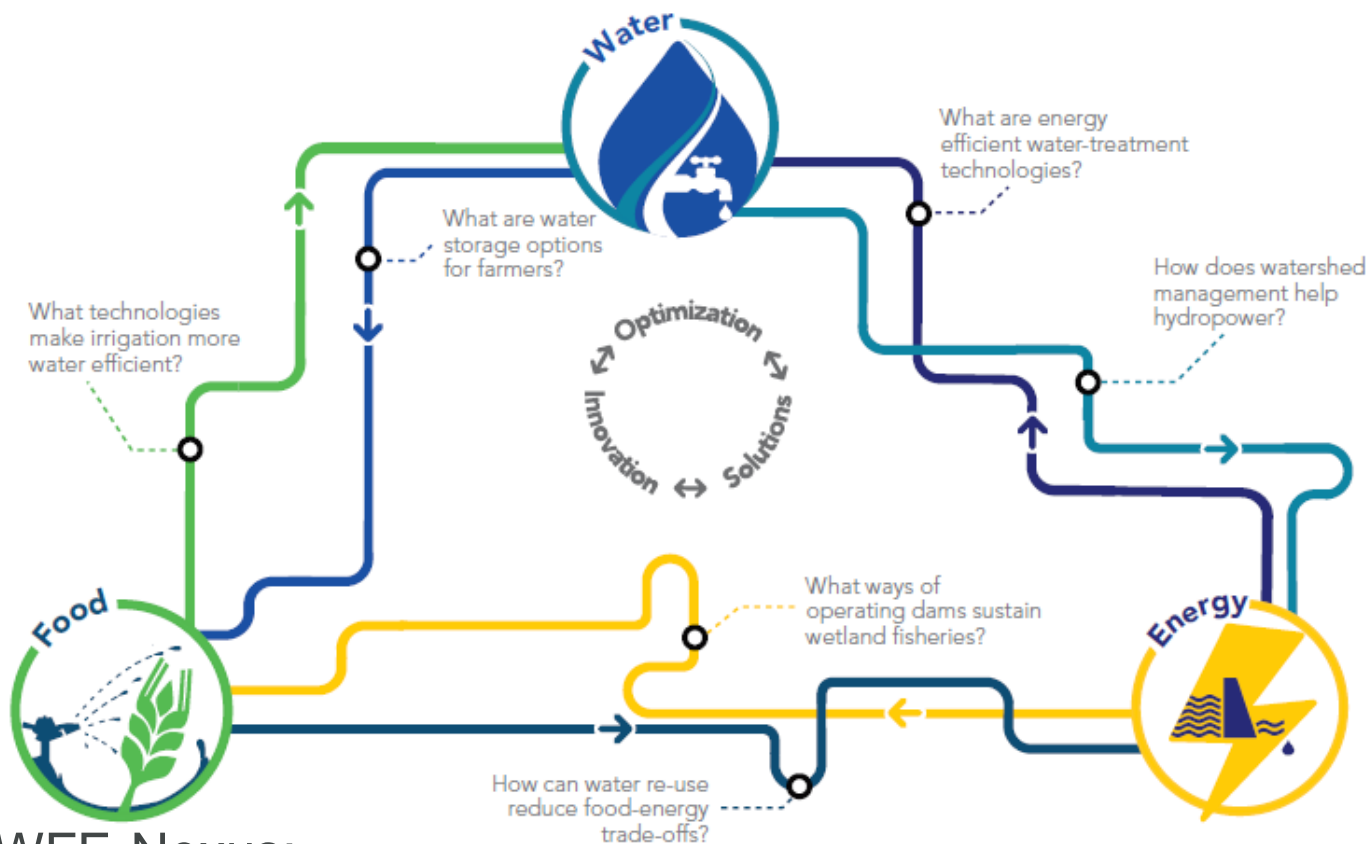 Water
What are energy
efficient water-treatment
technologies?
What are water
storage options
for farmers?
How does watershed
management help
hydropower?
What technologies
make irrigation more
water efficient?
Optimization
Innovation
Solutions
What ways of
operating dams sustain
wetland fisheries?
Food
Energy
How can water re-use
reduce food-energy
trade-offs?
WEF Nexus: